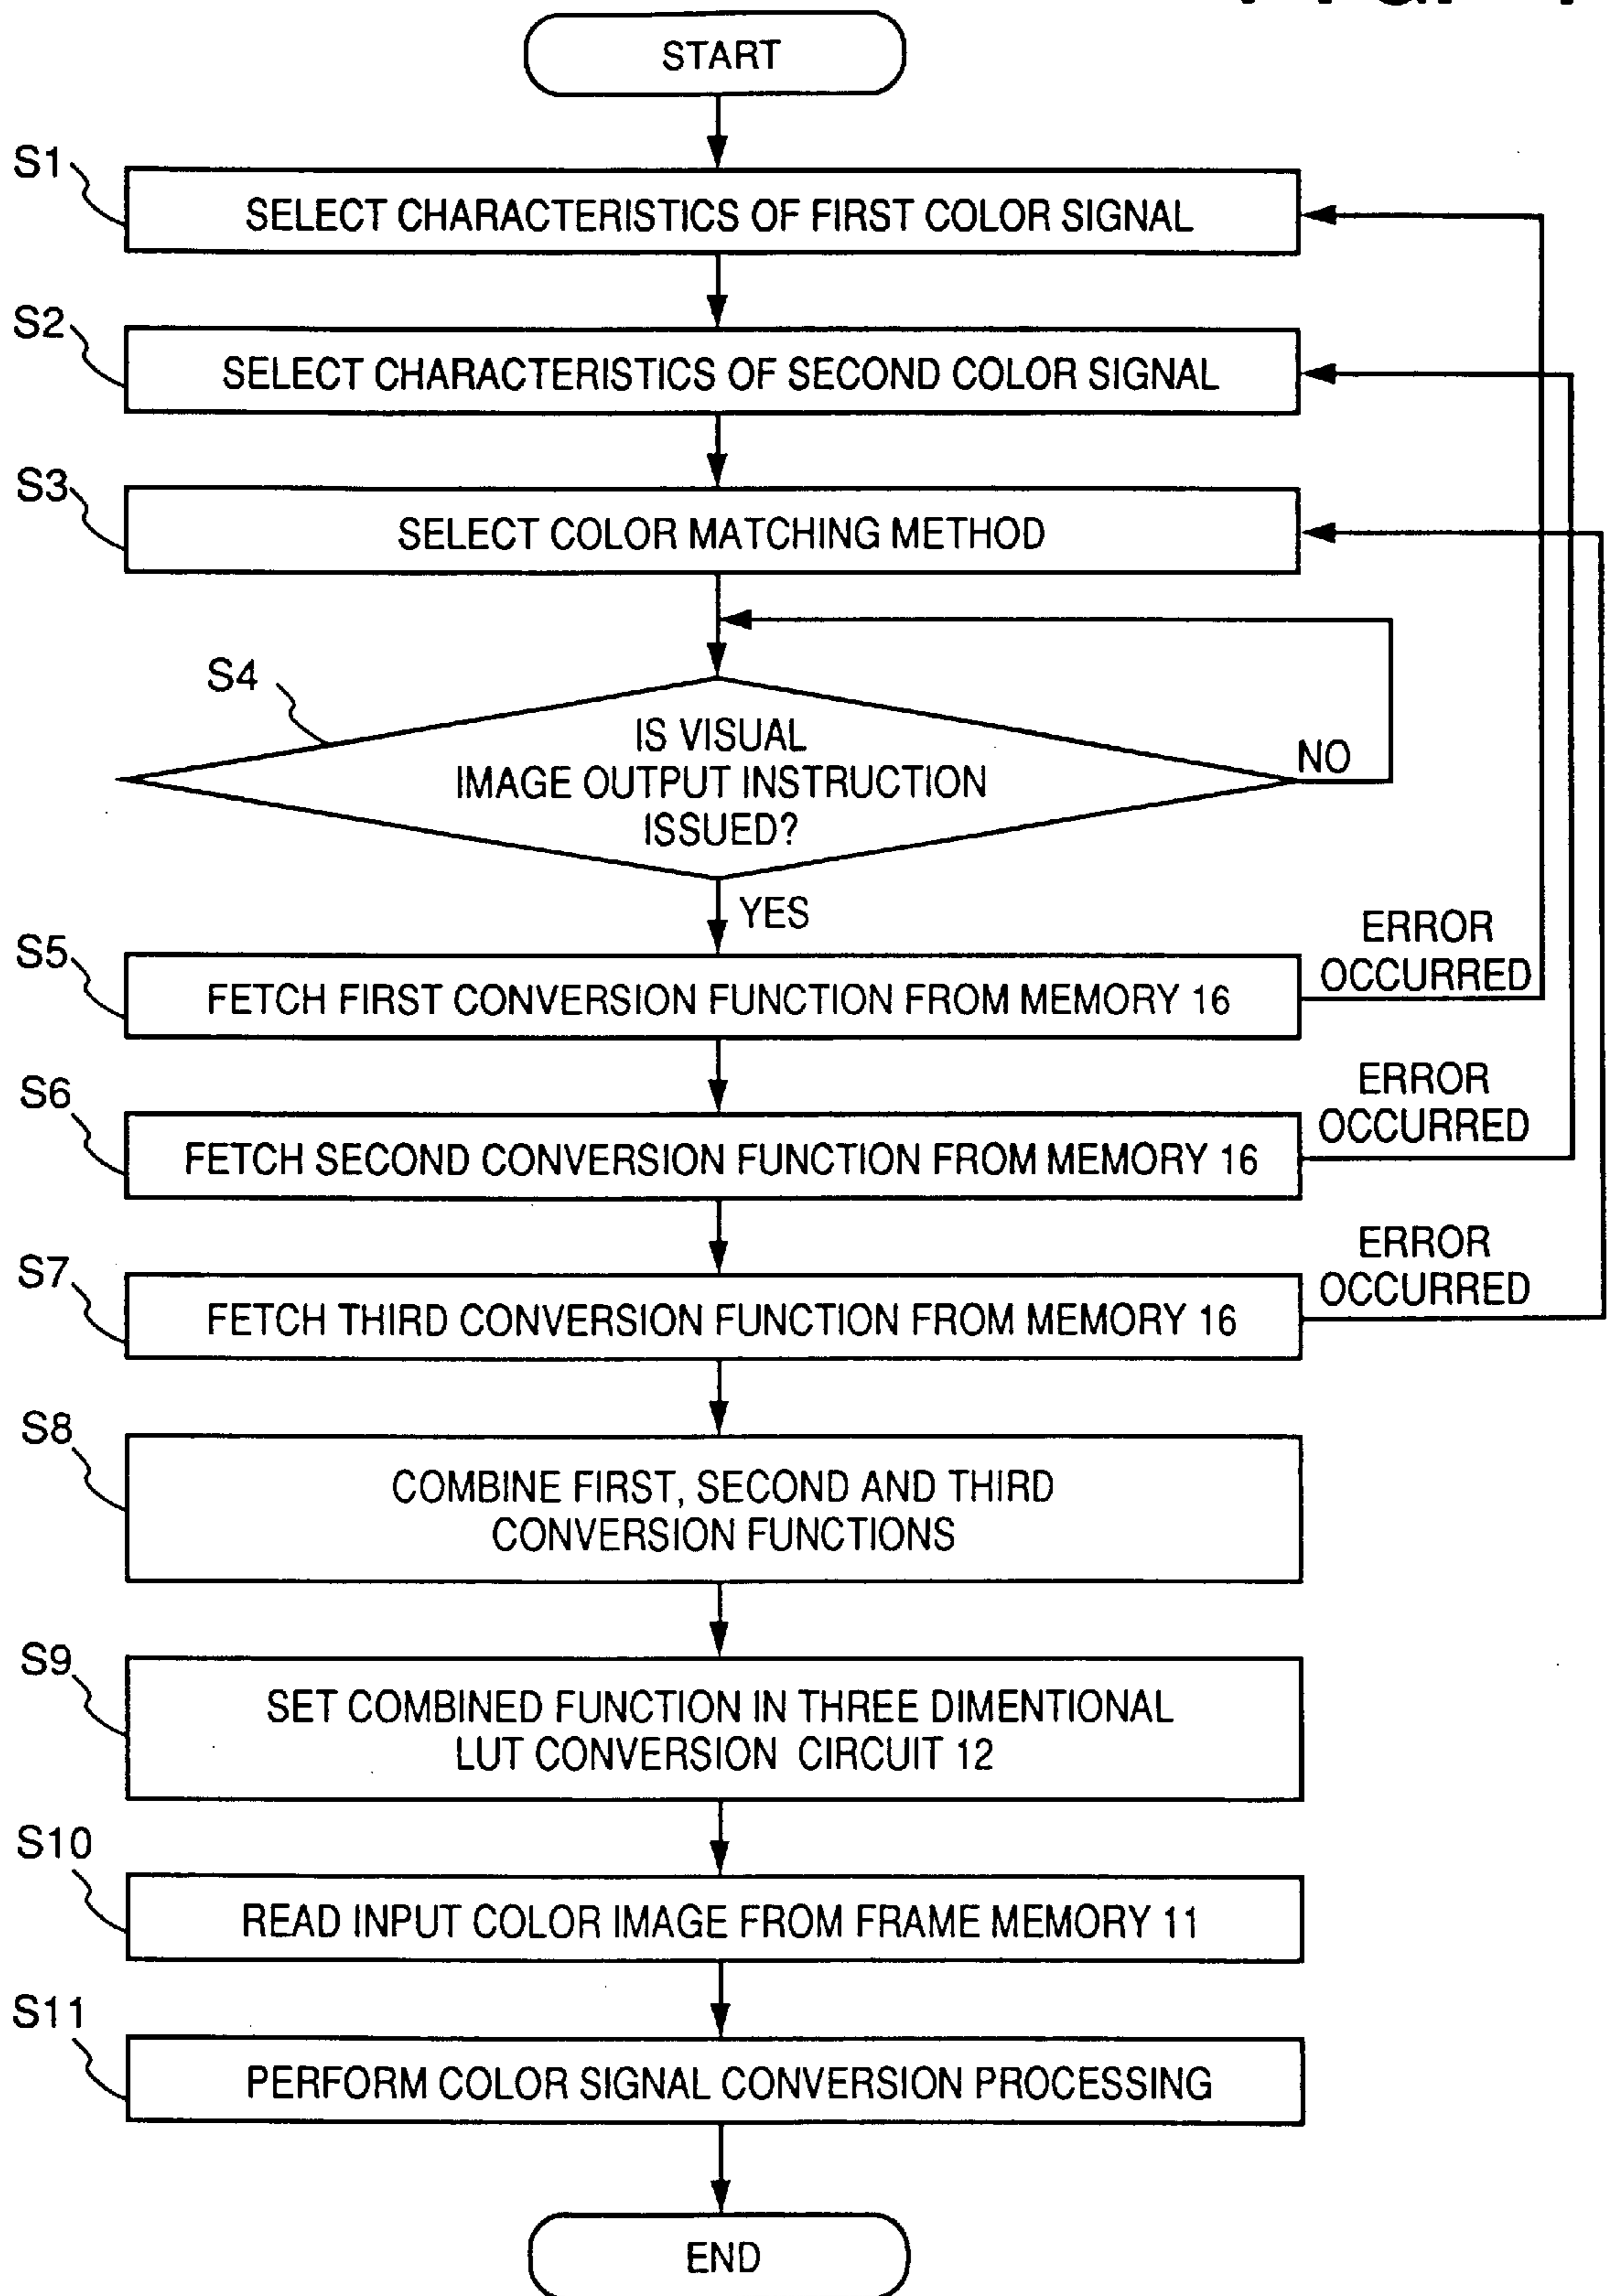 START
S1
SELECT CHARACTERISTICS OF FIRST COLOR SIGNAL
S2
SELECT CHARACTERISTICS OF SECOND COLOR SIGNAL
S3
SELECT COLOR MATCHING METHOD
S4
IS VISUAL
IMAGE OUTPUT INSTRUCTION
ISSUED?
NO
YES
S5
FETCH FIRST CONVERSION FUNCTION FROM MEMORY 16
ERROR
OCCURRED
S6
FETCH SECOND CONVERSION FUNCTION FROM MEMORY 16
ERROR
OCCURRED
S7
FETCH THIRD CONVERSION FUNCTION FROM MEMORY 16
ERROR
OCCURRED
S8
COMBINE FIRST, SECOND AND THIRD
CONVERSION FUNCTIONS
S9
SET COMBINED FUNCTION IN THREE DIMENTIONAL
LUT CONVERSION CIRCUIT 12
S10
READ INPUT COLOR IMAGE FROM FRAME MEMORY 11
S11
PERFORM COLOR SIGNAL CONVERSION PROCESSING
END